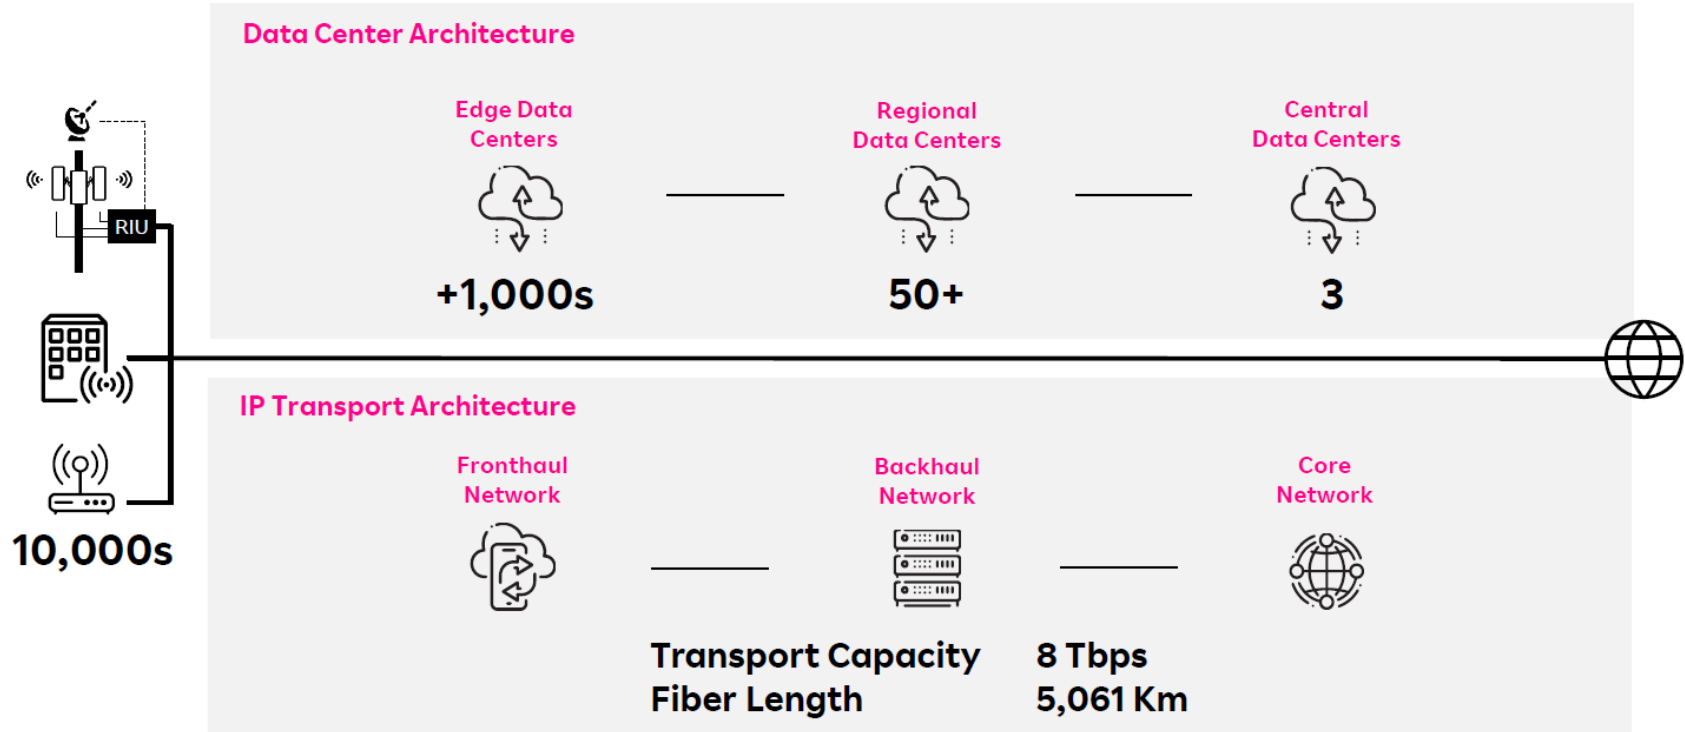 Data Center Architecture
Edge Data
Centers
Regional
Data Centers
Central
Data Centers
RIU
+1,000s
50+
3
IP Transport Architecture
Fronthaul
Network
Backhaul
Network
Core
Network
10,000s
Transport Capacity 8 Tbps
Fiber Length 5,061 Km